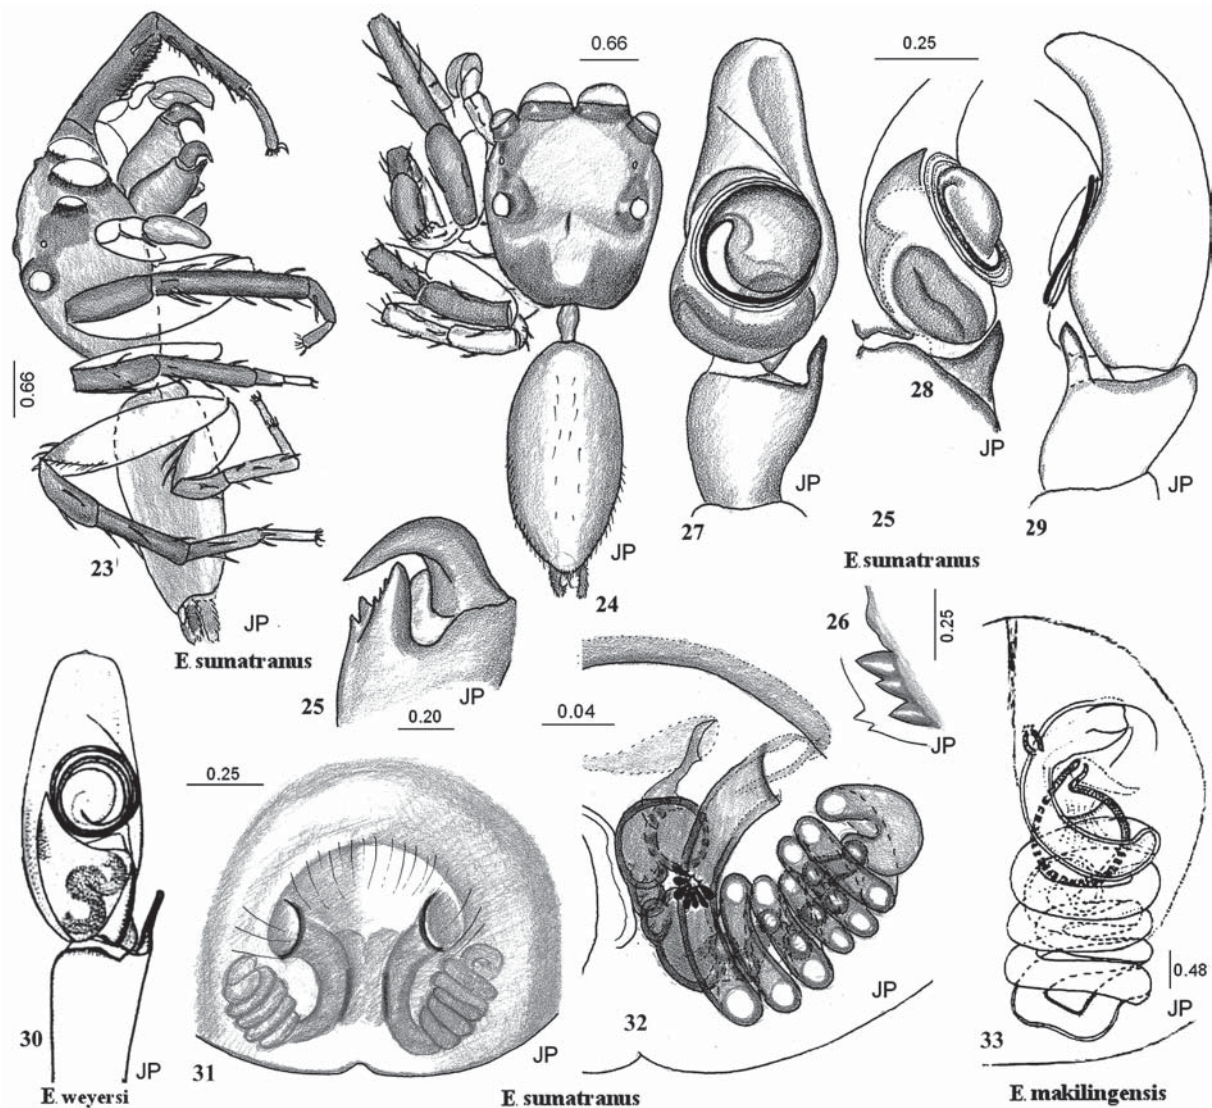 0.66
0.66
0.25
23
JP
E. sumatranus
24
JP
27
JP
28
JP
25
E. sumatranus
29
JP
25
JP
0.20
26
0.25
JP
30
JP
E. weyersi
0.25
31
JP
0.04
32
JP
E. sumatranus
33
0.48
JP
E. makilingensis